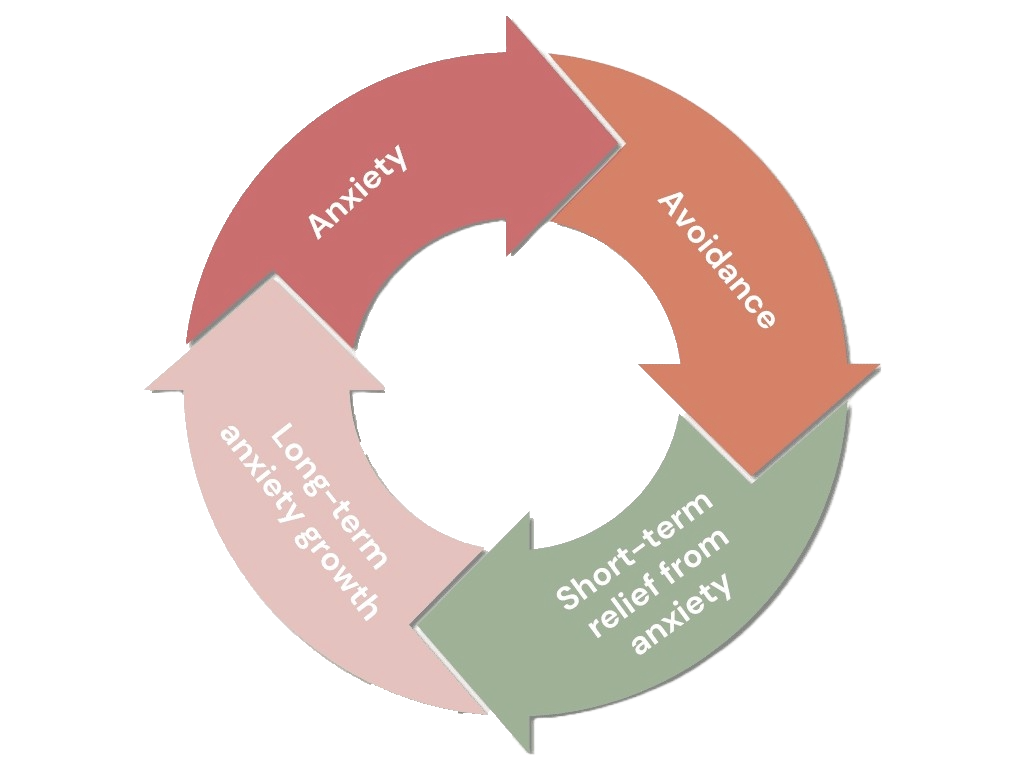 Anxiety
Avoidance
Short-term
relief from
anxiety
Long-term
anxiety growth